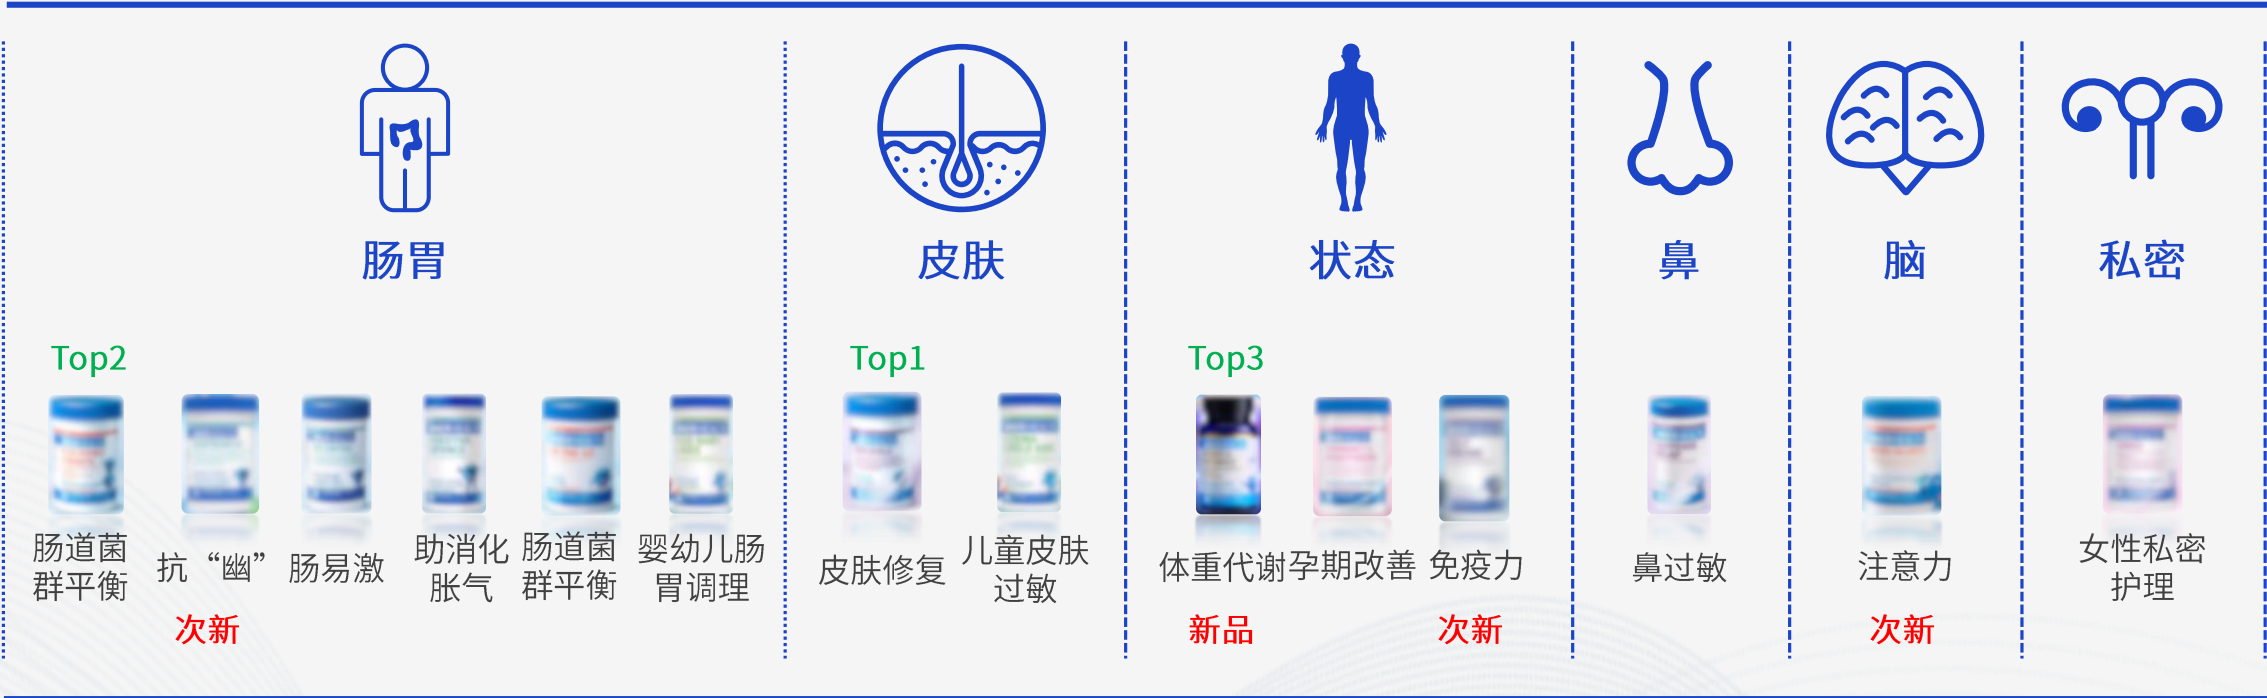 肠胃
皮肤
状态
鼻
脑
私密
Top2
Top1
Top3
肠道菌
群平衡
抗“幽”
肠易激
助消化
胀气
肠道菌
群平衡
婴幼儿肠
胃调理
皮肤修复
儿童皮肤
过敏
体重代谢
孕期改善
免疫力
鼻过敏
注意力
女性私密
护理
次新
新品
次新
次新